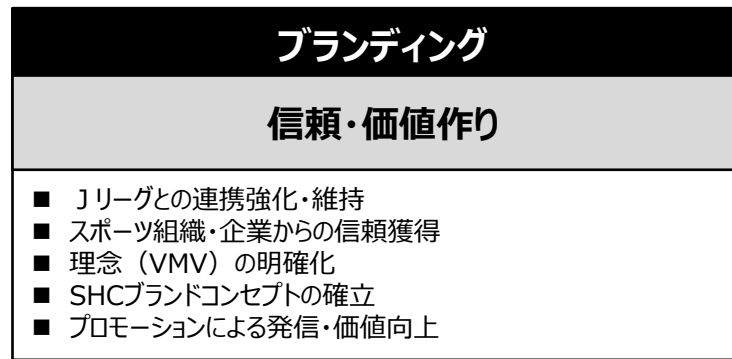 ブランディング
信頼・価値作り
■ Jリーグとの連携強化・維持
■ スポーツ組織・企業からの信頼獲得
■ 理念（VMV）の明確化
■ SHCブランドコンセプトの確立
■ プロモーションによる発信・価値向上